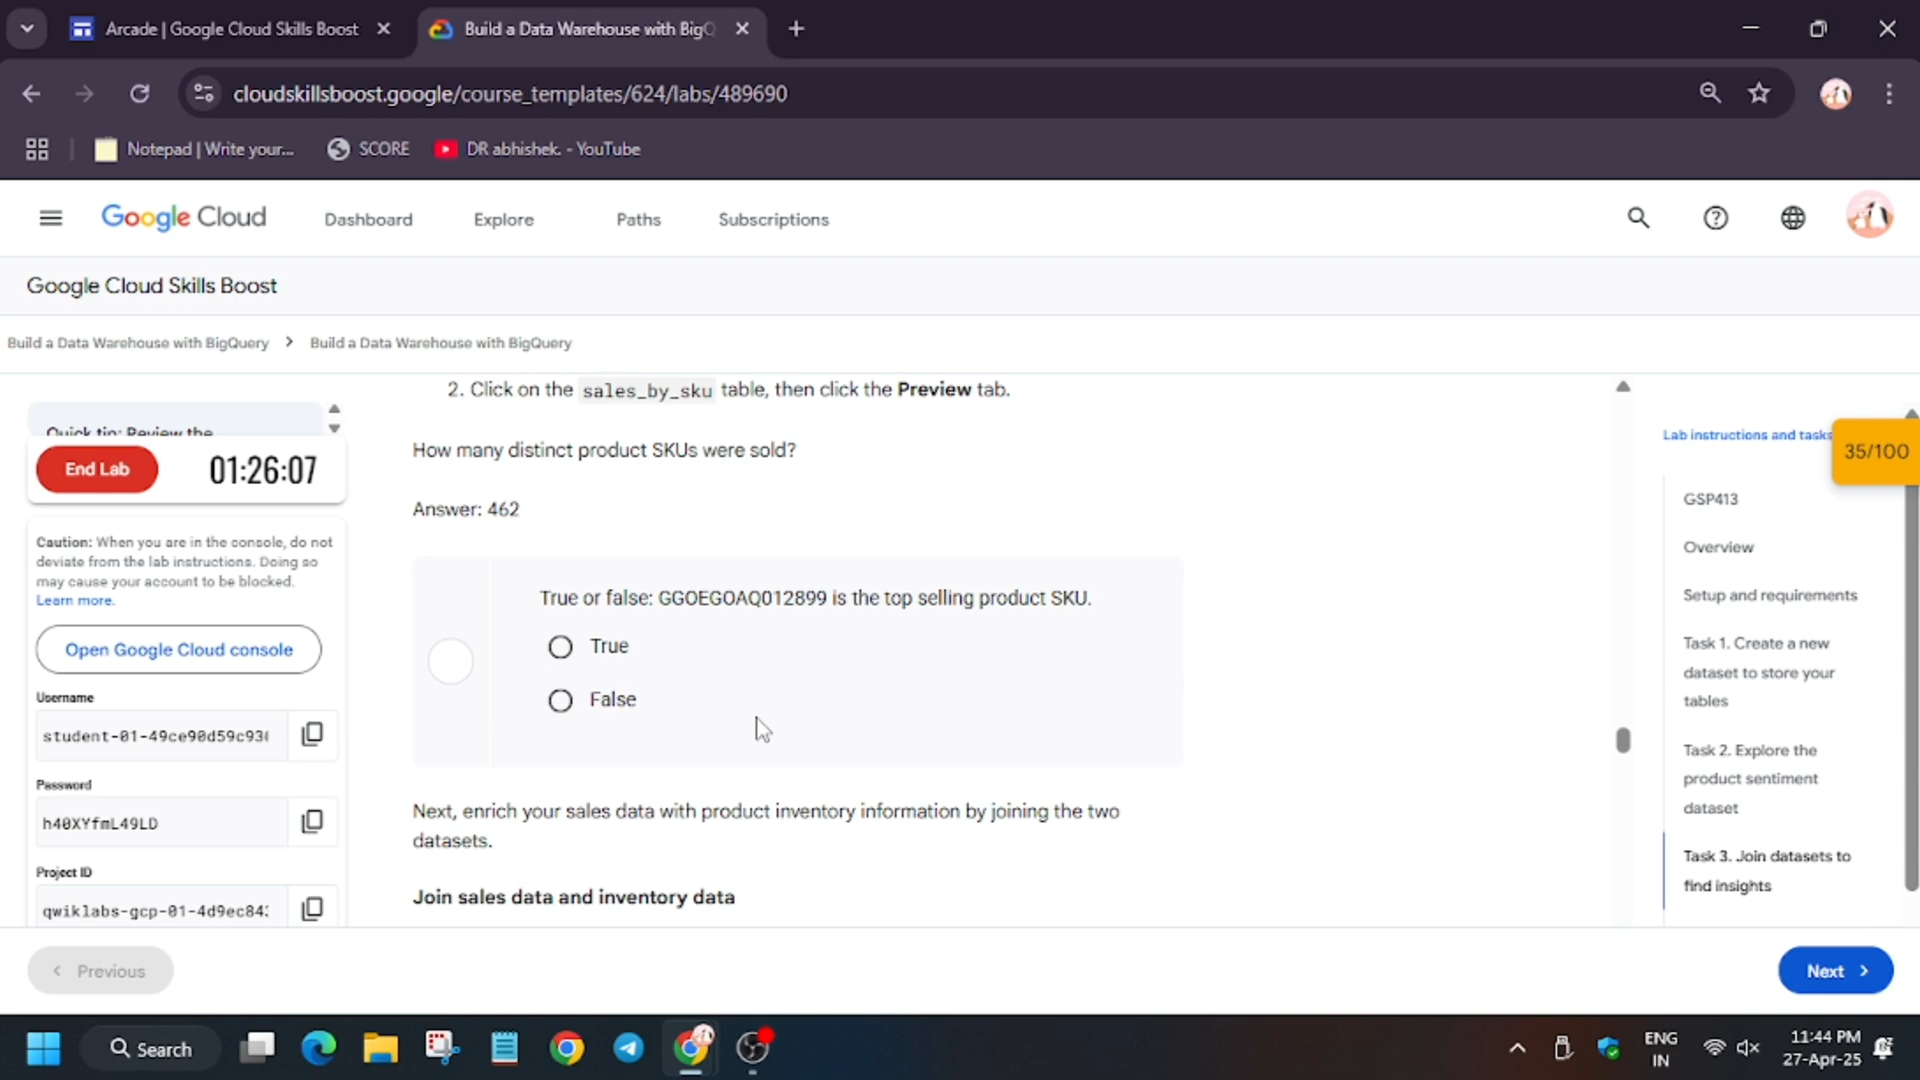 Arcade | Google Cloud Skills Boost
Build a Data Warehouse with BigQ
cloudskillsboost.google/course_templates/624/labs/489690
Notepad | Write your...
SCORE
DR abhishek. - YouTube
Google Cloud
Dashboard
Explore
Paths
Subscriptions
Google Cloud Skills Boost
Build a Data Warehouse with BigQuery
Build a Data Warehouse with BigQuery
Quick tip: Review the
End Lab
01:26:07
Caution: When you are in the console, do not
deviate from the lab instructions. Doing so
may cause your account to be blocked.
Learn more.
Open Google Cloud console
Username
student-01-49ce90d59c93
Password
h40XYfmL49LD
Project ID
qwiklabs-gcp-01-4d9ec84
2. Click on the sales_by_sku table, then click the Preview tab.
How many distinct product SKUs were sold?
Answer: 462
True or false: GGOEGOAQ012899 is the top selling product SKU.
True
False
Next, enrich your sales data with product inventory information by joining the two
datasets.
Join sales data and inventory data
Lab instructions and tasks
35/100
GSP413
Overview
Setup and requirements
Task 1. Create a new
dataset to store your
tables
Task 2. Explore the
product sentiment
dataset
Task 3. Join datasets to
find insights
Previous
Next
Search
ENG
IN
11:44 PM
27-Apr-25